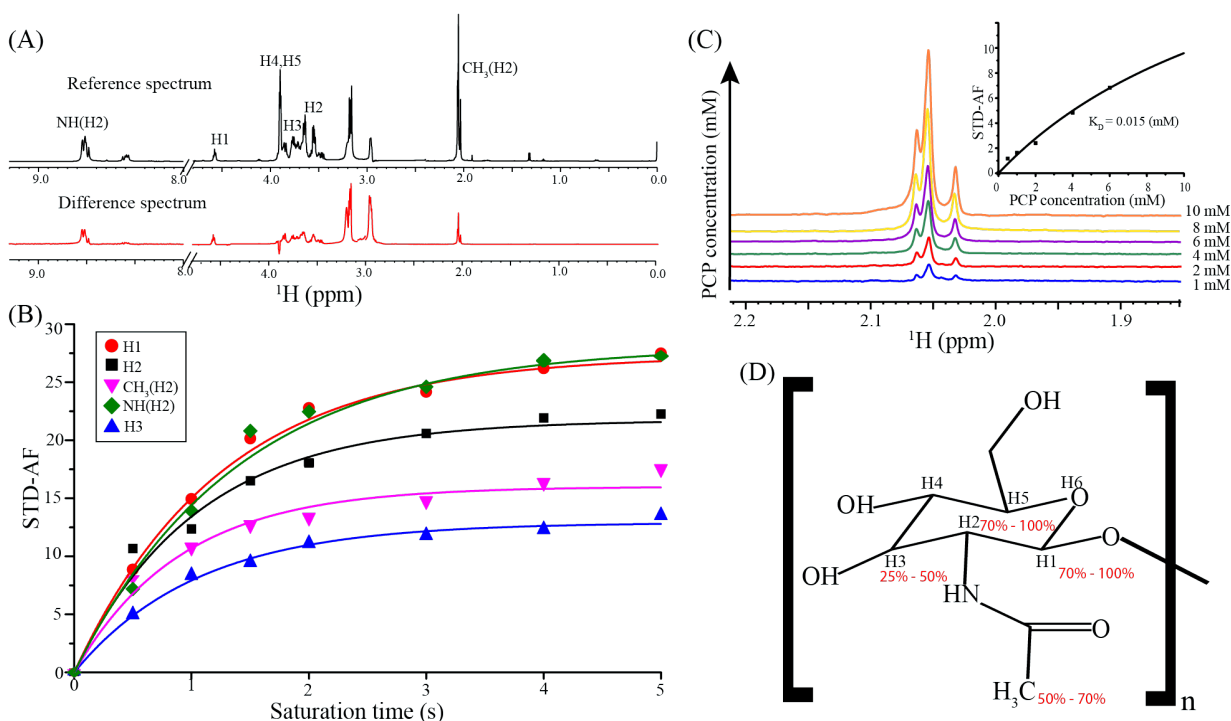 (A)
Reference spectrum
NH(H2)
H1
H4,H5
H3
H2
CH₃(H2)
9.0 8.0 4.0 3.0 2.0 1.0 0.0
Difference spectrum
9.0 8.0 4.0 3.0 2.0 1.0 0.0
¹H (ppm)
(B)
STD-AF
30
25
20
15
10
5
0
H1
H2
CH₃(H2)
NH(H2)
H3
0 1 2 3 4 5
Saturation time (s)
(C)
PCP concentration (mM)
STD-AF
12
10
8
6
4
2
0
K_D = 0.015 (mM)
0 2 4 6 8 10
PCP concentration (mM)
10 mM
8 mM
6 mM
4 mM
2 mM
1 mM
2.2 2.1 2.0 1.9
¹H (ppm)
(D)
OH
H4
H6
OH
H5
O
H2
70% - 100%
O
OH
H3
H1
25% - 50%
70% - 100%
HN
O
H₃C
50% - 70%
n